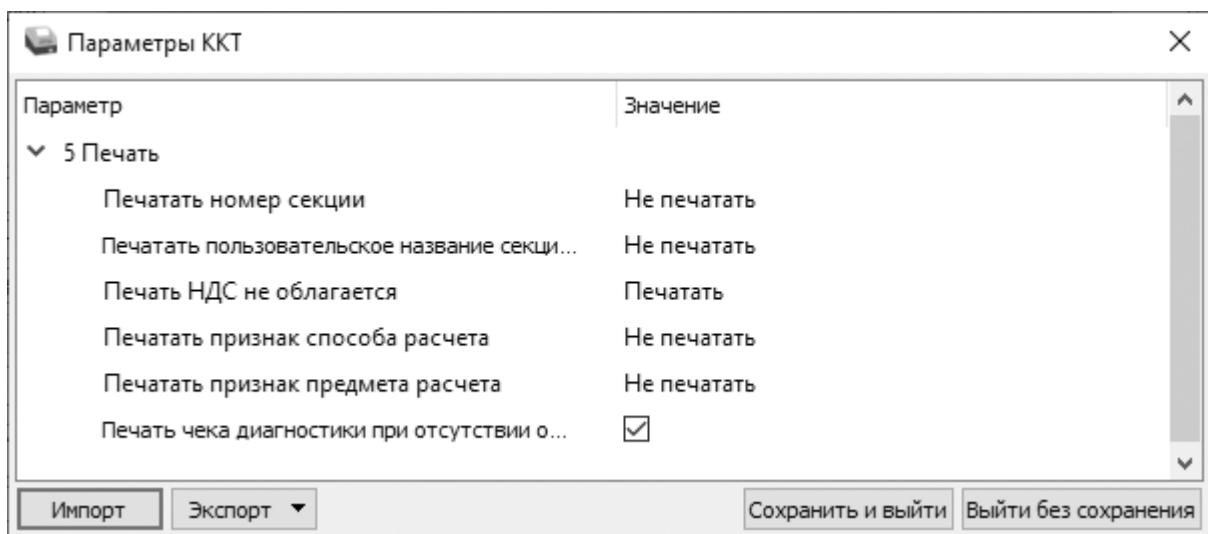 Параметры ККТ
Параметр Значение
5 Печать
Печатать номер секции Не печатать
Печатать пользовательское название секци... Не печатать
Печать НДС не облагается Печатать
Печатать признак способа расчета Не печатать
Печатать признак предмета расчета Не печатать
Печать чека диагностики при отсутствии о...
Импорт Экспорт Сохранить и выйти Выйти без сохранения